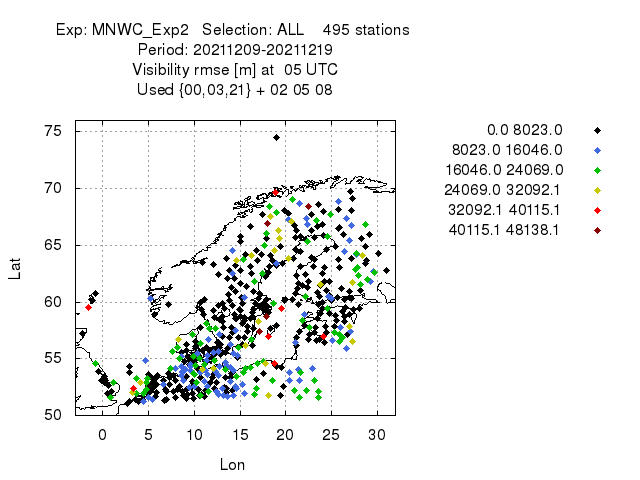 Exp: MNWC_Exp2 Selection: ALL 495 stations
Period: 20211209-20211219
Visibility rmse [m] at 05 UTC
Used {00,03,21} + 02 05 08
0.0 8023.0
8023.0 16046.0
16046.0 24069.0
24069.0 32092.1
32092.1 40115.1
40115.1 48138.1
75
70
65
60
55
50
Lat
0 5 10 15 20 25 30
Lon